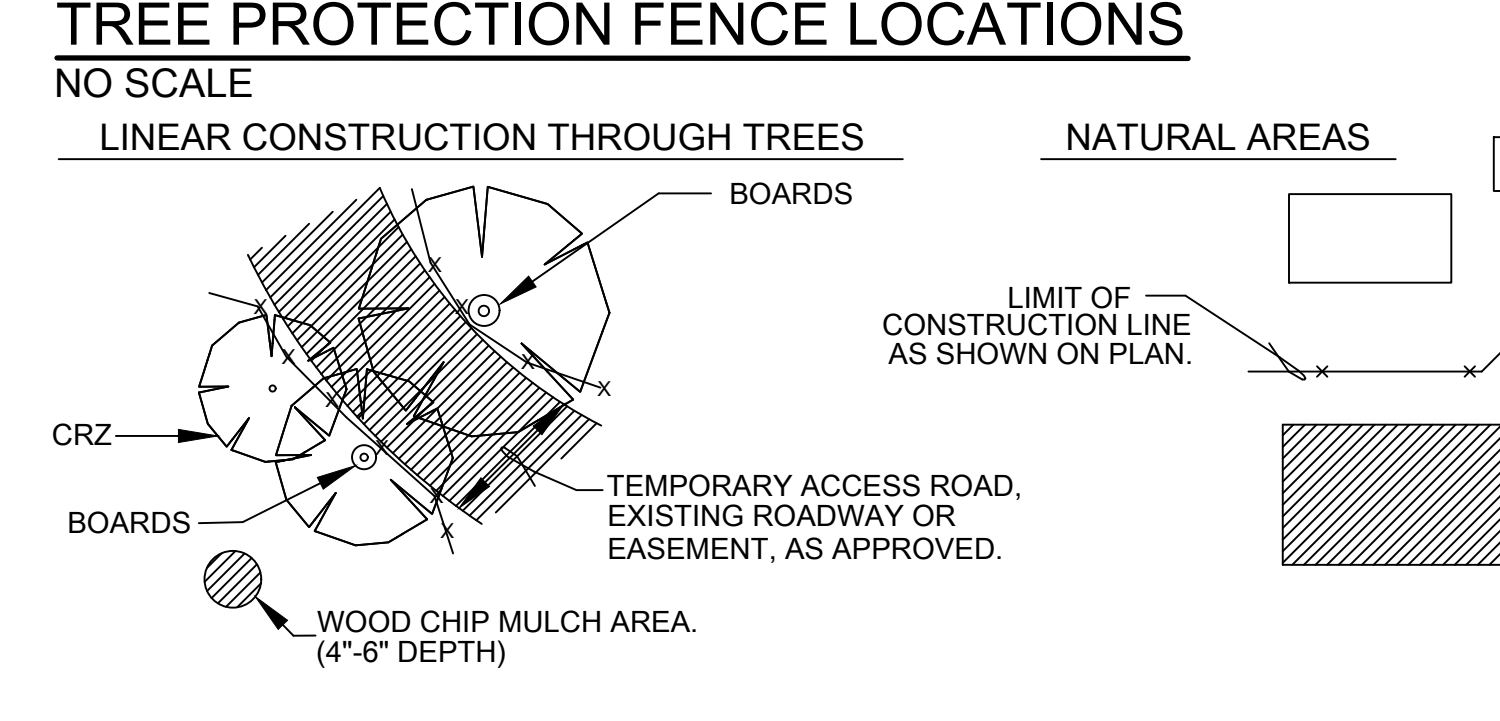 TREE PROTECTION FENCE LOCATIONS
NO SCALE
LINEAR CONSTRUCTION THROUGH TREES
BOARDS
CRZ
BOARDS
TEMPORARY ACCESS ROAD,
EXISTING ROADWAY OR
EASEMENT, AS APPROVED.
WOOD CHIP MULCH AREA.
(4"-6" DEPTH)
NATURAL AREAS
LIMIT OF
CONSTRUCTION LINE
AS SHOWN ON PLAN.